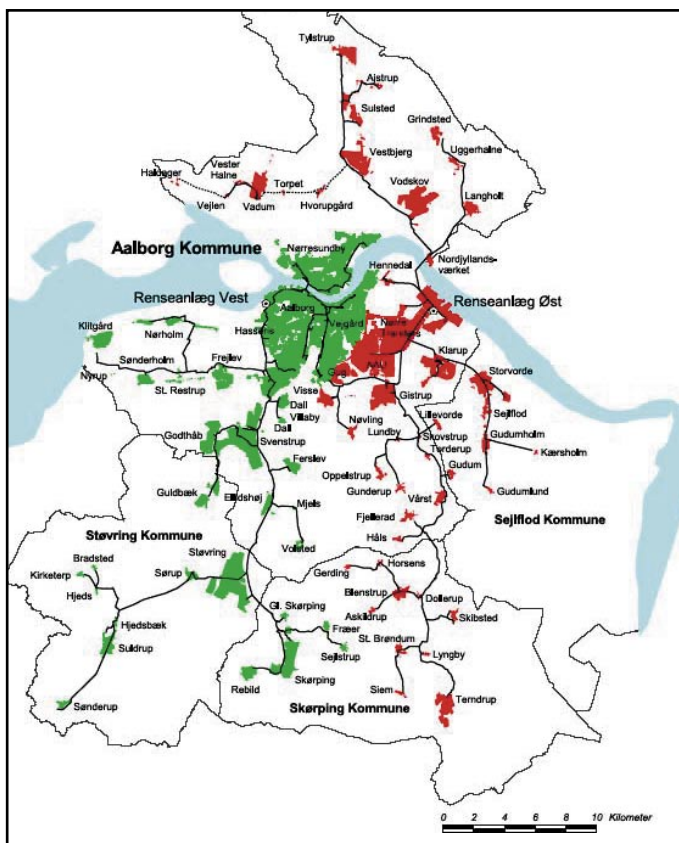 Tylstrup
Ajstrup
Sulsted
Grindsted
Vestbjerg
Uggerhalne
Vester
Halne
Torpet
Vodskov
Langholt
Vejlen
Vadum
Hvorupgård
Aalborg Kommune
Nørresundby
Hennedal
Nordjyllands-
værket
Renseanlæg Vest
Renseanlæg Øst
Aalborg
Klitgård
Nørholm
Hasseris
Vejgård
Sønderholm
Frejlev
Klarup
Storvorde
Nyrup
St. Restrup
Visse
Gug
Gistrup
Dall
Villaby
Lillevorde
Sejlflod
Godthåb
Dall
Svenstrup
Nøvling
Lundby
Skovstrup
Gudumholm
Torderup
Kærsholm
Ferslev
Oppelstrup
Gudum
Guldbæk
Ellidshøj
Gunderup
Vårst
Gudumlund
Mjels
Fjellerad
Sejlflod Kommune
Støvring Kommune
Volsted
Håls
Bradsted
Støvring
Horsens
Kirketerp
Sørup
Gerding
Hjeds
Blenstrup
Dollerup
Gl. Skørping
Askildrup
Skibsted
Hjedsbæk
Fræer
St. Brøndum
Suldrup
Sejlstrup
Lyngby
Rebild
Skørping
Siem
Terndrup
Sønderup
Skørping Kommune
0 2 4 6 8 10 Kilometer